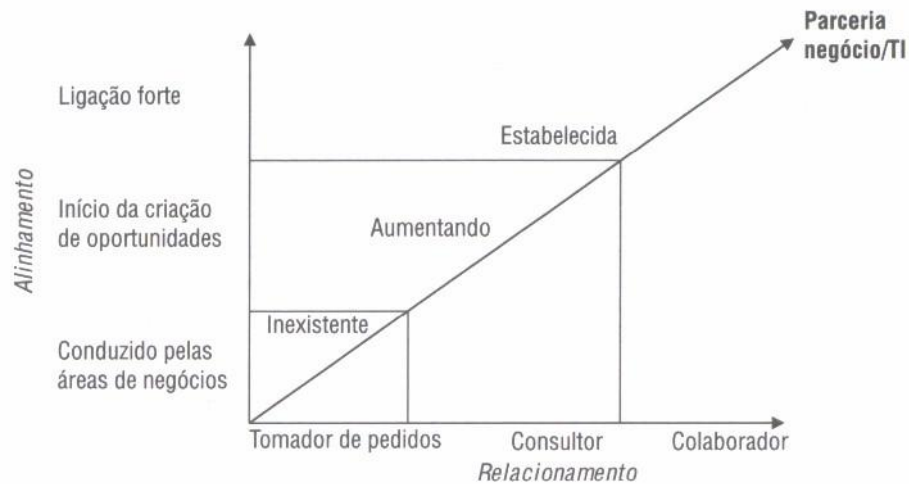 Parceria
negócio/TI
Ligação forte
Estabelecida
Alinhamento
Início da criação
de oportunidades
Aumentando
Inexistente
Conduzido pelas
áreas de negócios
Tomador de pedidos
Consultor
Colaborador
Relacionamento